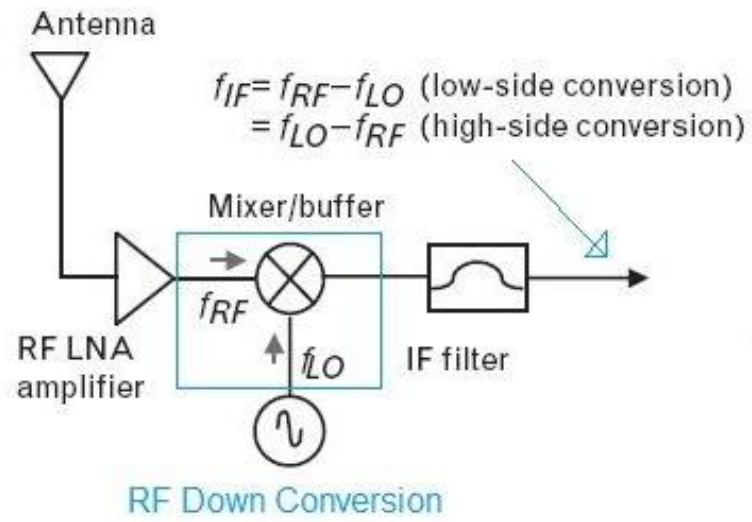 Antenna
fIF= fRF−fLO (low-side conversion)
= fLO−fRF (high-side conversion)
Mixer/buffer
fRF
fLO
RF LNA
amplifier
IF filter
RF Down Conversion